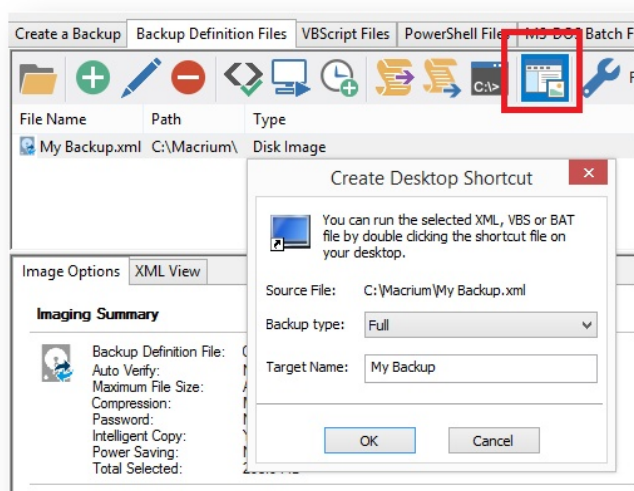 Create a Backup Backup Definition Files VBScript Files PowerShell Files MS-DOS Batch F
C:\>
File Name Path Type
My Backup.xml C:\Macrium\ Disk Image
Create Desktop Shortcut
You can run the selected XML, VBS or BAT
file by double clicking the shortcut file on
your desktop.
Source File: C:\Macrium\My Backup.xml
Backup type: Full
Target Name: My Backup
OK Cancel
Image Options XML View
Imaging Summary
Backup Definition File:
Auto Verify:
Maximum File Size:
Compression:
Password:
Intelligent Copy:
Power Saving:
Total Selected: